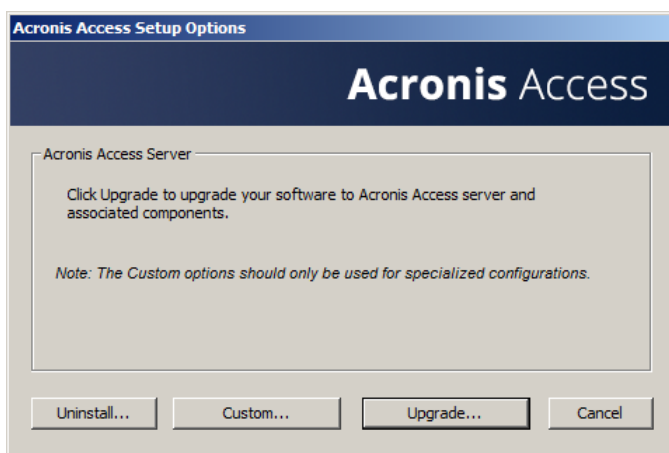 Acronis Access Setup Options
Acronis Access
Acronis Access Server
Click Upgrade to upgrade your software to Acronis Access server and
associated components.
Note: The Custom options should only be used for specialized configurations.
Uninstall... Custom... Upgrade... Cancel